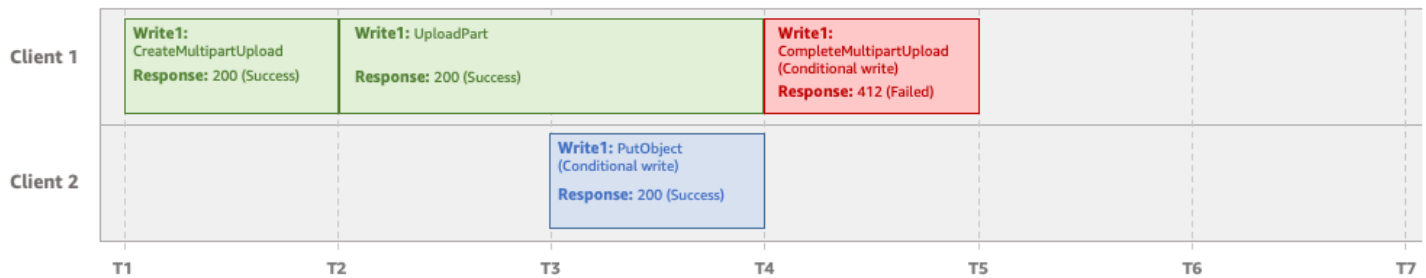 Client 1
Write1:
CreateMultipartUpload
Response: 200 (Success)
Write1: UploadPart
Response: 200 (Success)
Write1:
CompleteMultipartUpload
(Conditional write)
Response: 412 (Failed)
Client 2
Write1: PutObject
(Conditional write)
Response: 200 (Success)
T1 T2 T3 T4 T5 T6 T7